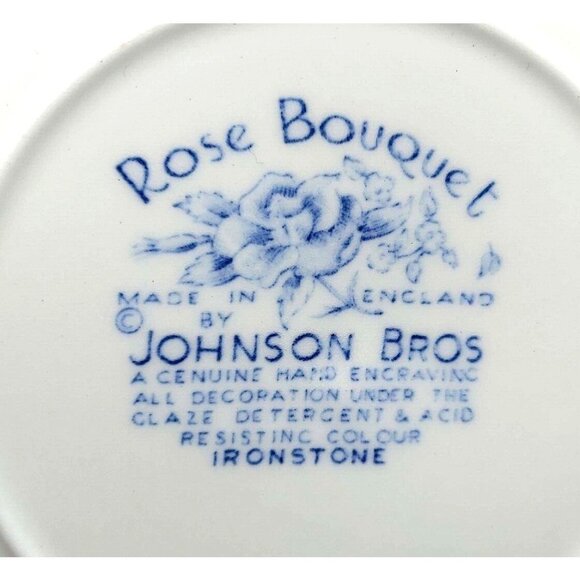 Rose Bouquet
MADE IN ENGLAND
© BY
JOHNSON BROS
A GENUINE HAND ENGRAVING
ALL DECORATION UNDER THE
GLAZE DETERGENT & ACID
RESISTING COLOUR
IRONSTONE